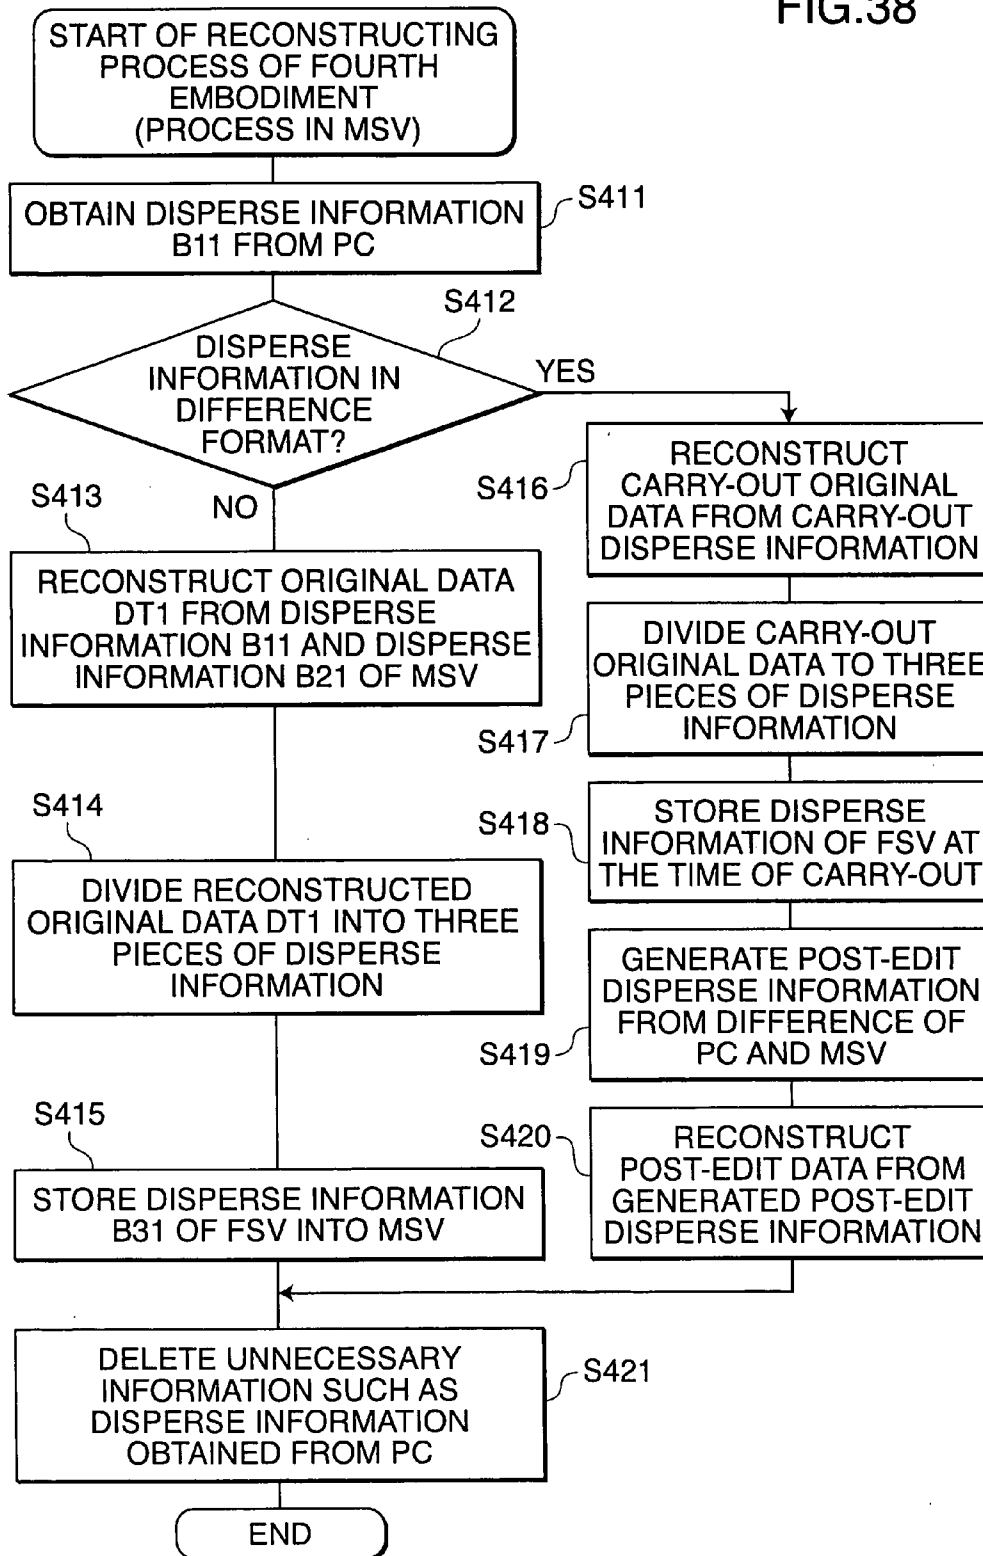 FIG.38
START OF RECONSTRUCTING
PROCESS OF FOURTH
EMBODIMENT
(PROCESS IN MSV)
S411
OBTAIN DISPERSE INFORMATION
B11 FROM PC
S412
DISPERSE
INFORMATION IN
DIFFERENCE
FORMAT?
YES
NO
S413
RECONSTRUCT ORIGINAL DATA
DT1 FROM DISPERSE
INFORMATION B11 AND DISPERSE
INFORMATION B21 OF MSV
S414
DIVIDE RECONSTRUCTED
ORIGINAL DATA DT1 INTO THREE
PIECES OF DISPERSE
INFORMATION
S415
STORE DISPERSE INFORMATION
B31 OF FSV INTO MSV
S416
RECONSTRUCT
CARRY-OUT ORIGINAL
DATA FROM CARRY-OUT
DISPERSE INFORMATION
S417
DIVIDE CARRY-OUT
ORIGINAL DATA TO THREE
PIECES OF DISPERSE
INFORMATION
S418
STORE DISPERSE
INFORMATION OF FSV AT
THE TIME OF CARRY-OUT
S419
GENERATE POST-EDIT
DISPERSE INFORMATION
FROM DIFFERENCE OF
PC AND MSV
S420
RECONSTRUCT
POST-EDIT DATA FROM
GENERATED POST-EDIT
DISPERSE INFORMATION
S421
DELETE UNNECESSARY
INFORMATION SUCH AS
DISPERSE INFORMATION
OBTAINED FROM PC
END